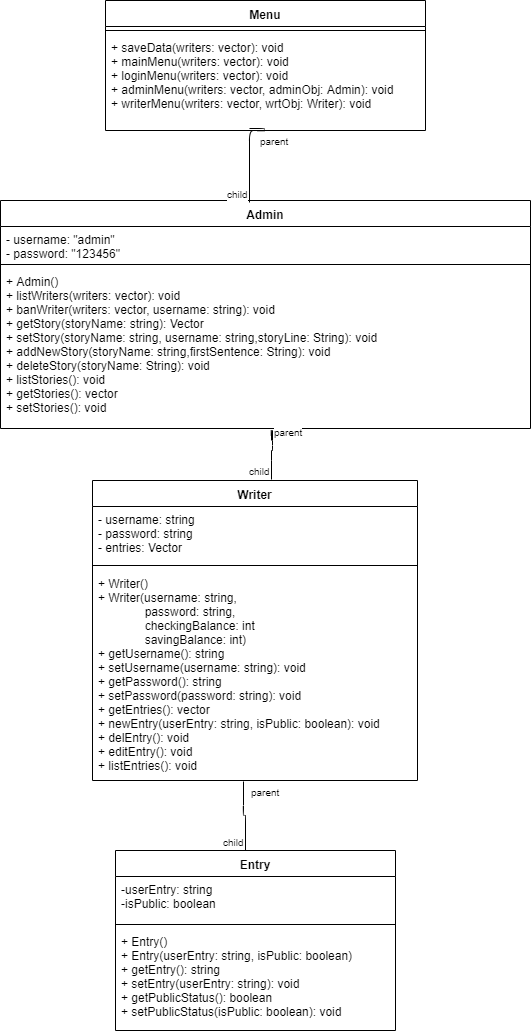 Menu
+ saveData(writers: vector): void
+ mainMenu(writers: vector): void
+ loginMenu(writers: vector): void
+ adminMenu(writers: vector, adminObj: Admin): void
+ writerMenu(writers: vector, wrtObj: Writer): void
parent
child
Admin
- username: "admin"
- password: "123456"
+ Admin()
+ listWriters(writers: vector): void
+ banWriter(writers: vector, username: string): void
+ getStory(storyName: string): Vector
+ setStory(storyName: string, username: string,storyLine: String): void
+ addNewStory(storyName: string,firstSentence: String): void
+ deleteStory(storyName: String): void
+ listStories(): void
+ getStories(): vector
+ setStories(): void
parent
child
Writer
- username: string
- password: string
- entries: Vector
+ Writer()
+ Writer(username: string,
password: string,
checkingBalance: int
savingBalance: int)
+ getUsername(): string
+ setUsername(username: string): void
+ getPassword(): string
+ setPassword(password: string): void
+ getEntries(): vector
+ newEntry(userEntry: string, isPublic: boolean): void
+ delEntry(): void
+ editEntry(): void
+ listEntries(): void
parent
child
Entry
-userEntry: string
-isPublic: boolean
+ Entry()
+ Entry(userEntry: string, isPublic: boolean)
+ getEntry(): string
+ setEntry(userEntry: string): void
+ getPublicStatus(): boolean
+ setPublicStatus(isPublic: boolean): void